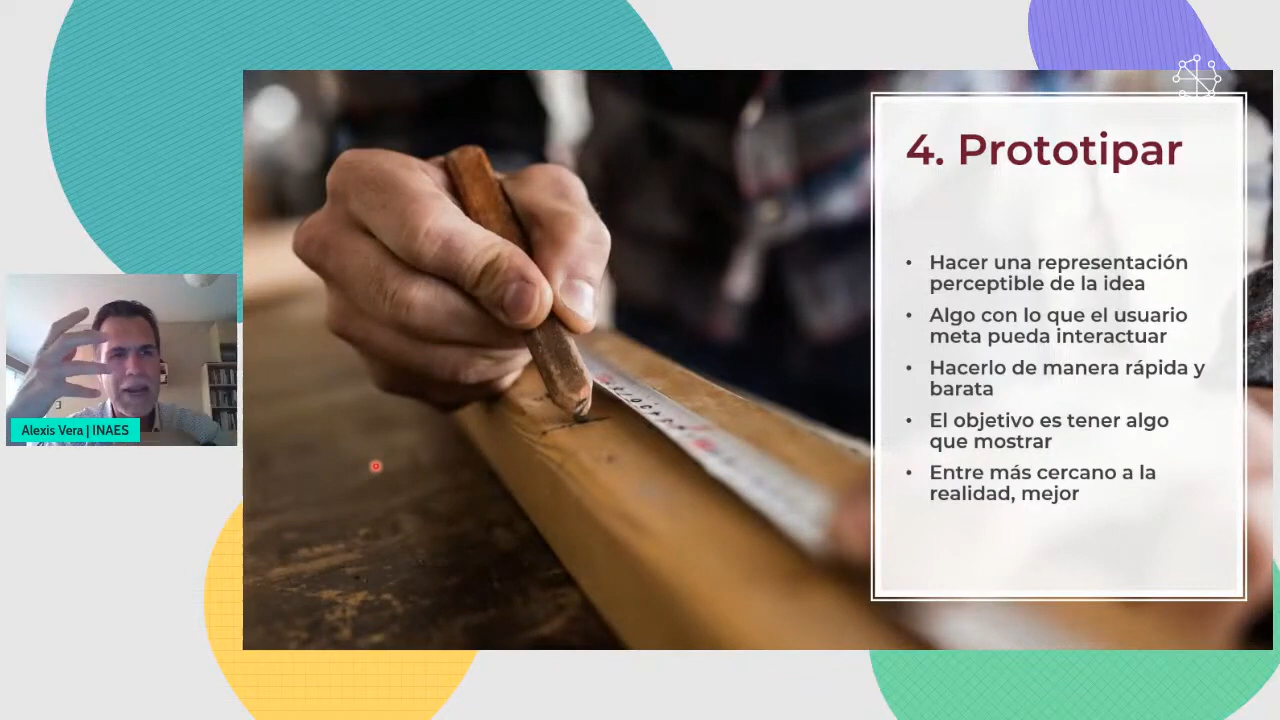 4. Prototipar
• Hacer una representación
perceptible de la idea
• Algo con lo que el usuario
meta pueda interactuar
• Hacerlo de manera rápida y
barata
• El objetivo es tener algo
que mostrar
• Entre más cercano a la
realidad, mejor
Alexis Vera | INAES